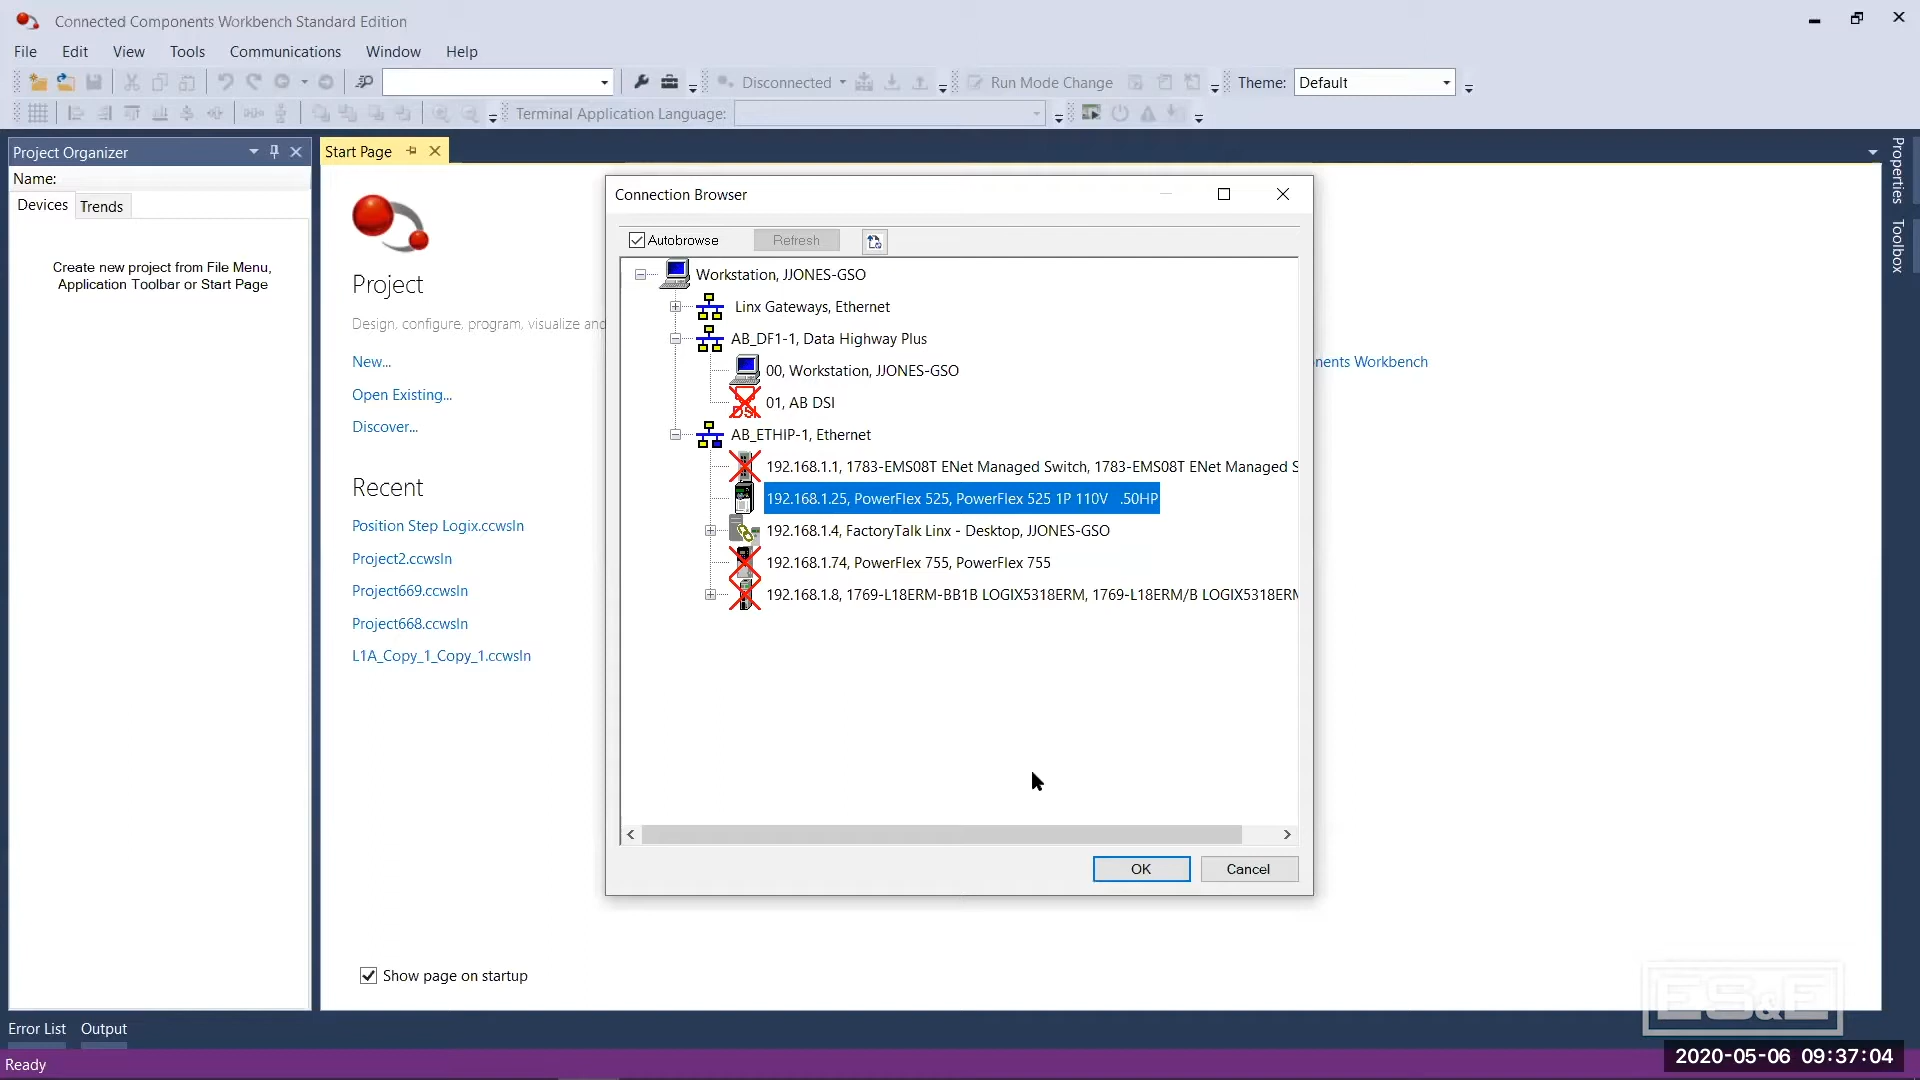 Connected Components Workbench Standard Edition
File Edit View Tools Communications Window Help
Disconnected Run Mode Change Theme: Default
Terminal Application Language:
Project Organizer
Name:
Devices Trends
Create new project from File Menu,
Application Toolbar or Start Page
Start Page
Project
Design, configure, program, visualize and
New...
Open Existing...
Discover...
Recent
Position Step Logix.ccwsln
Project2.ccwsln
Project669.ccwsln
Project668.ccwsln
L1A_Copy_1_Copy_1.ccwsln
Show page on startup
Connection Browser
Autobrowse Refresh
Workstation, JJONES-GSO
Linx Gateways, Ethernet
AB_DF1-1, Data Highway Plus
00, Workstation, JJONES-GSO
DSI 01, AB DSI
AB_ETHIP-1, Ethernet
192.168.1.1, 1783-EMS08T ENet Managed Switch, 1783-EMS08T ENet Managed S
192.168.1.25, PowerFlex 525, PowerFlex 525 1P 110V .50HP
192.168.1.4, FactoryTalk Linx - Desktop, JJONES-GSO
192.168.1.74, PowerFlex 755, PowerFlex 755
192.168.1.8, 1769-L18ERM-BB1B LOGIX5318ERM, 1769-L18ERM/B LOGIX5318ERM
OK Cancel
nents Workbench
Properties
Toolbox
Error List Output
Ready
ES&E
2020-05-06 09:37:04